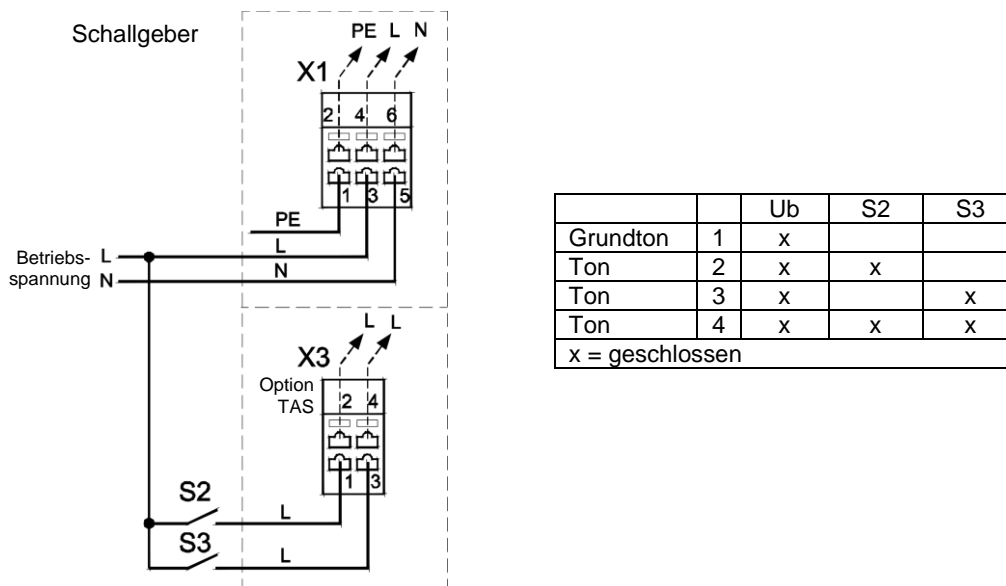 Schallgeber
PE L N
X1
2 4 6
1 3 5
PE
Betriebs- L L
spannung N N
L L
X3
Option
TAS
2 4
1 3
S2 L
S3 L
Ub S2 S3
Grundton 1 x
Ton 2 x x
Ton 3 x x
Ton 4 x x x
x = geschlossen